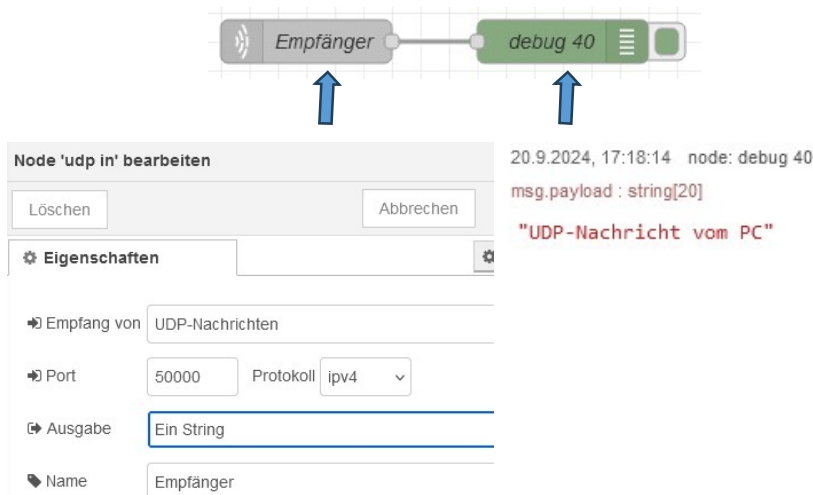 Empfänger debug 40
Node 'udp in' bearbeiten
Löschen Abbrechen
Eigenschaften
Empfang von UDP-Nachrichten
Port 50000 Protokoll ipv4
Ausgabe Ein String
Name Empfänger
20.9.2024, 17:18:14 node: debug 40
msg.payload : string[20]
"UDP-Nachricht vom PC"